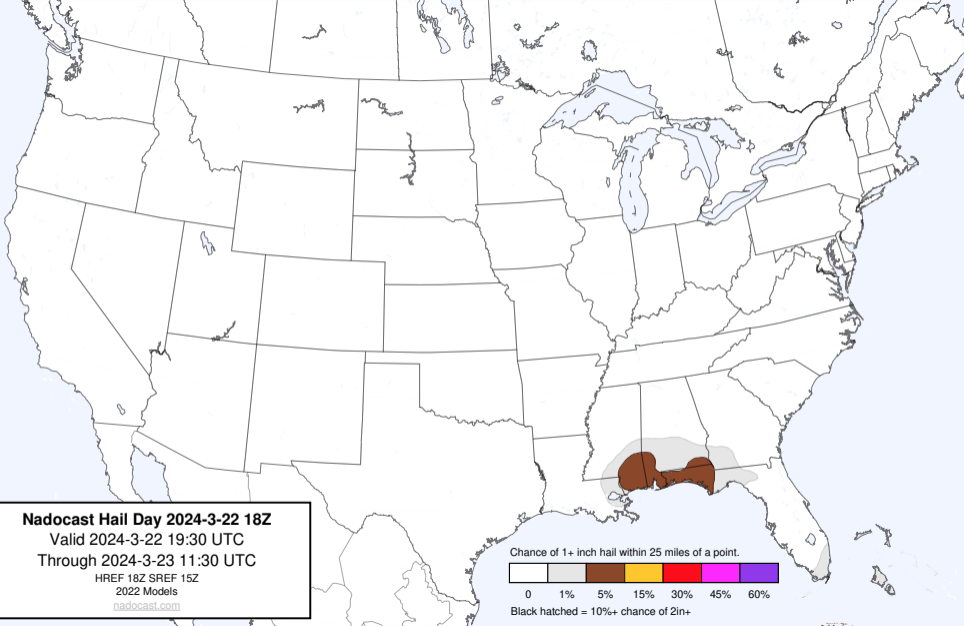 Nadocast Hail Day 2024-3-22 18Z
Valid 2024-3-22 19:30 UTC
Through 2024-3-23 11:30 UTC
HREF 18Z SREF 15Z
2022 Models
nadocast.com
Chance of 1+ inch hail within 25 miles of a point.
0 1% 5% 15% 30% 45% 60%
Black hatched = 10%+ chance of 2in+